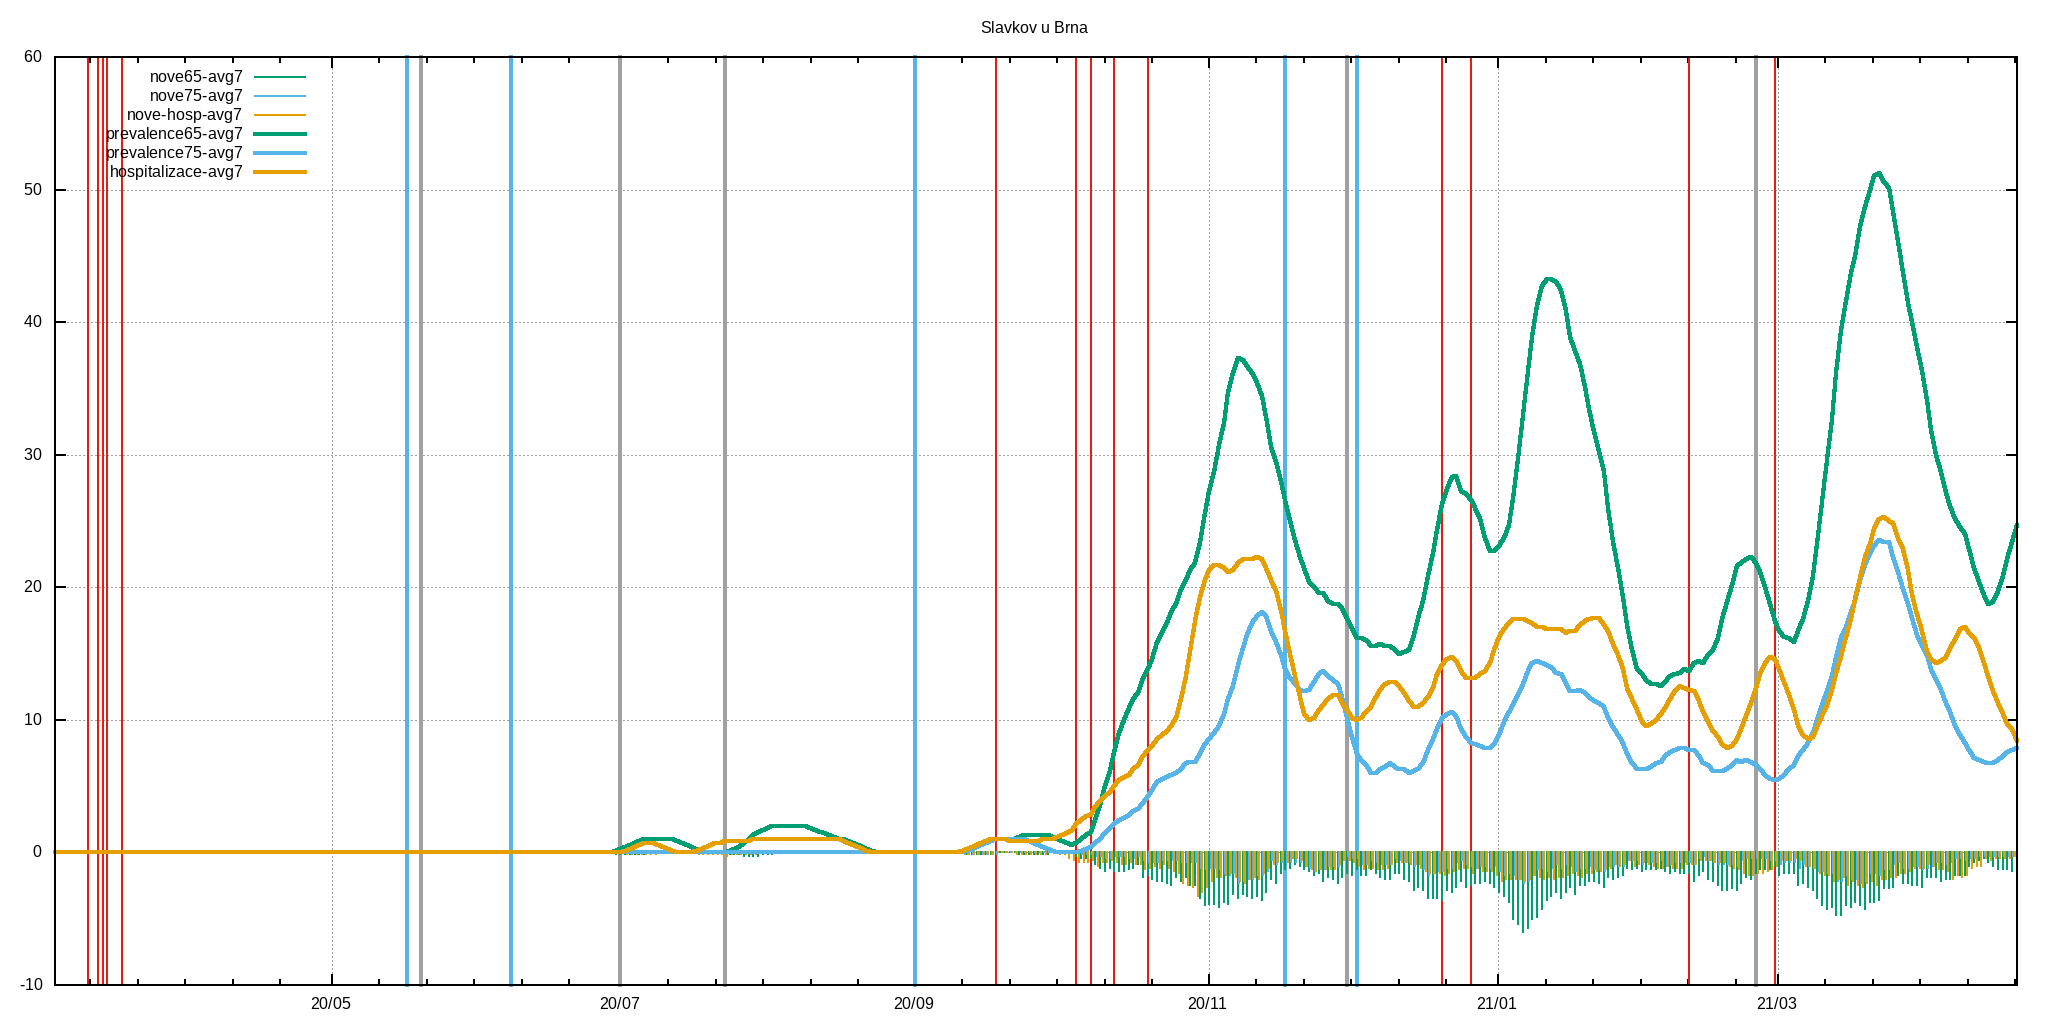 Slavkov u Brna
60
nove65-avg7
nove75-avg7
nove-hosp-avg7
prevalence65-avg7
prevalence75-avg7
hospitalizace-avg7
50
40
30
20
10
0
-10
20/05 20/07 20/09 20/11 21/01 21/03